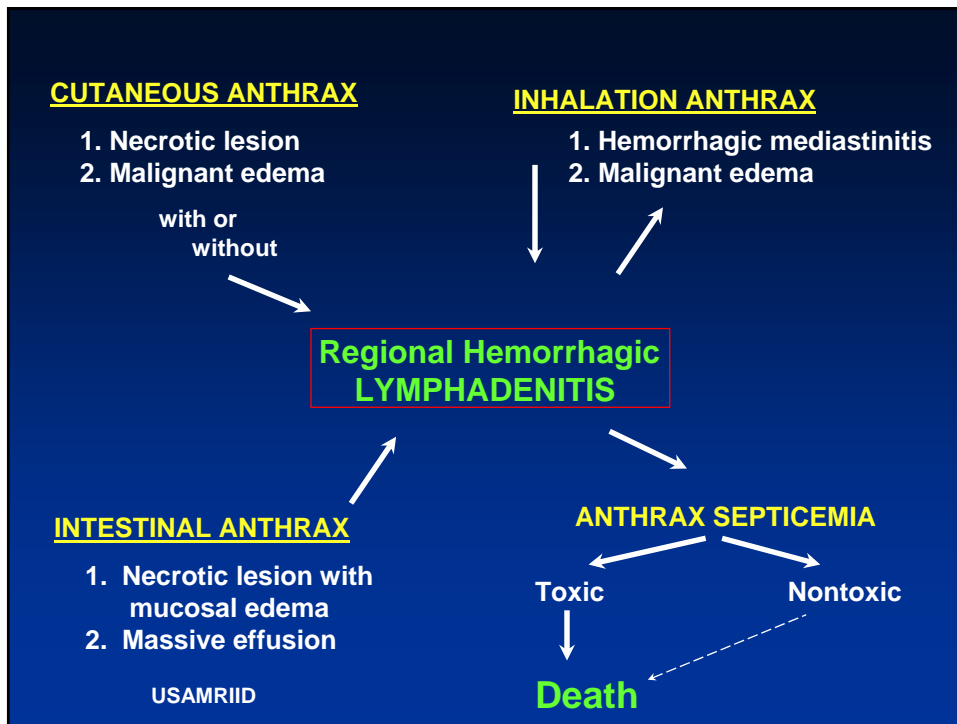 CUTANEOUS ANTHRAX
1. Necrotic lesion
2. Malignant edema
with or
without
INHALATION ANTHRAX
1. Hemorrhagic mediastinitis
2. Malignant edema
Regional Hemorrhagic
LYMPHADENITIS
INTESTINAL ANTHRAX
1. Necrotic lesion with
mucosal edema
2. Massive effusion
USAMRIID
ANTHRAX SEPTICEMIA
Toxic
Nontoxic
Death